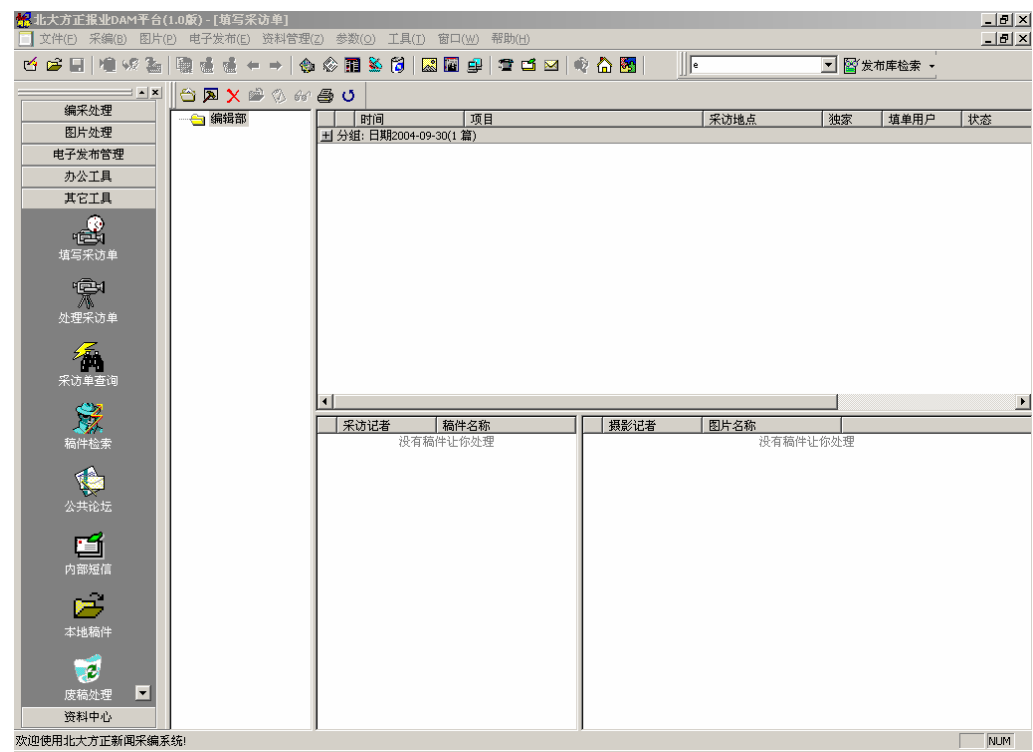 北大方正报业DAM平台(1.0版) - [填写采访单]
文件(F) 采编(B) 图片(P) 电子发布(E) 资料管理(Z) 参数(O) 工具(T) 窗口(W) 帮助(H)
e 发布库检索
编采处理
图片处理
电子发布管理
办公工具
其它工具
填写采访单
处理采访单
采访单查询
稿件检索
公共论坛
内部短信
本地稿件
废稿处理
资料中心
编辑部
时间 项目 采访地点 独家 填单用户 状态
分组: 日期2004-09-30(1 篇)
采访记者 稿件名称
没有稿件让你处理
摄影记者 图片名称
没有稿件让你处理
欢迎使用北大方正新闻采编系统! NUM